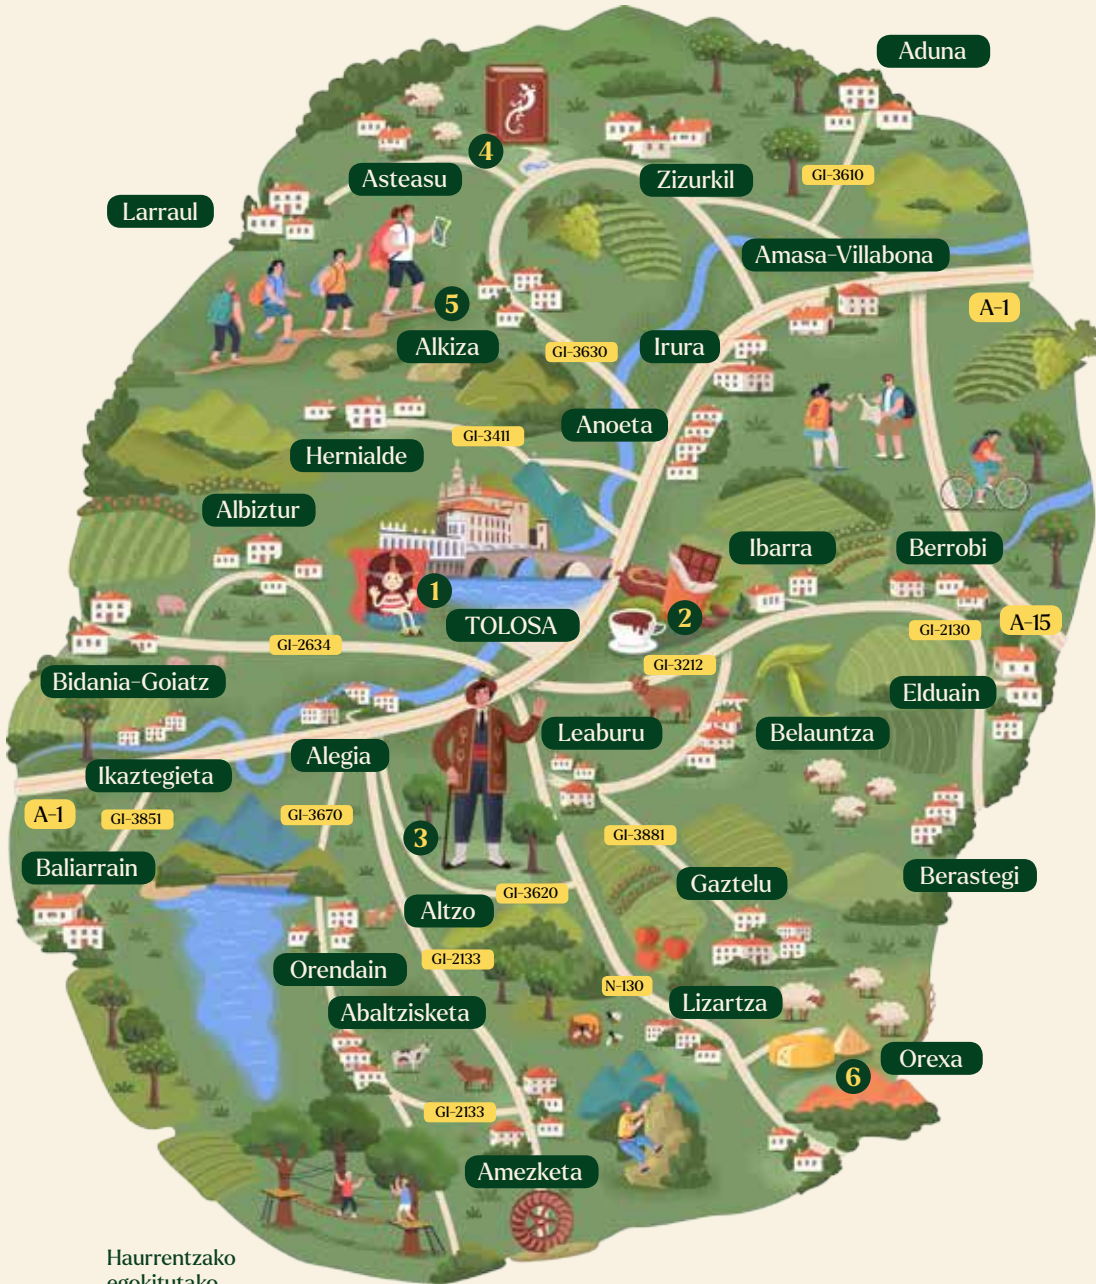 Aduna
4
Asteasu
Zizurkil
GI-3610
Larraul
Amasa-Villabona
5
A-1
Alkiza
GI-3630
Irura
Anoeta
GI-3411
Hernialde
Albiztur
Ibarra
Berrobi
1
2
TOLOSA
A-15
GI-2130
GI-2634
GI-3212
Bidania-Goiatz
Elduain
Leaburu
Belauntza
Alegia
Ikaztegieta
A-1
GI-3851
GI-3670
3
GI-3881
Baliarrain
Gaztelu
Berastegi
GI-3620
Altzo
GI-2133
Orendain
N-130
Lizartza
Abaltzisketa
Orexa
6
GI-2133
Amezketa
Haurrentzako
egokitutako